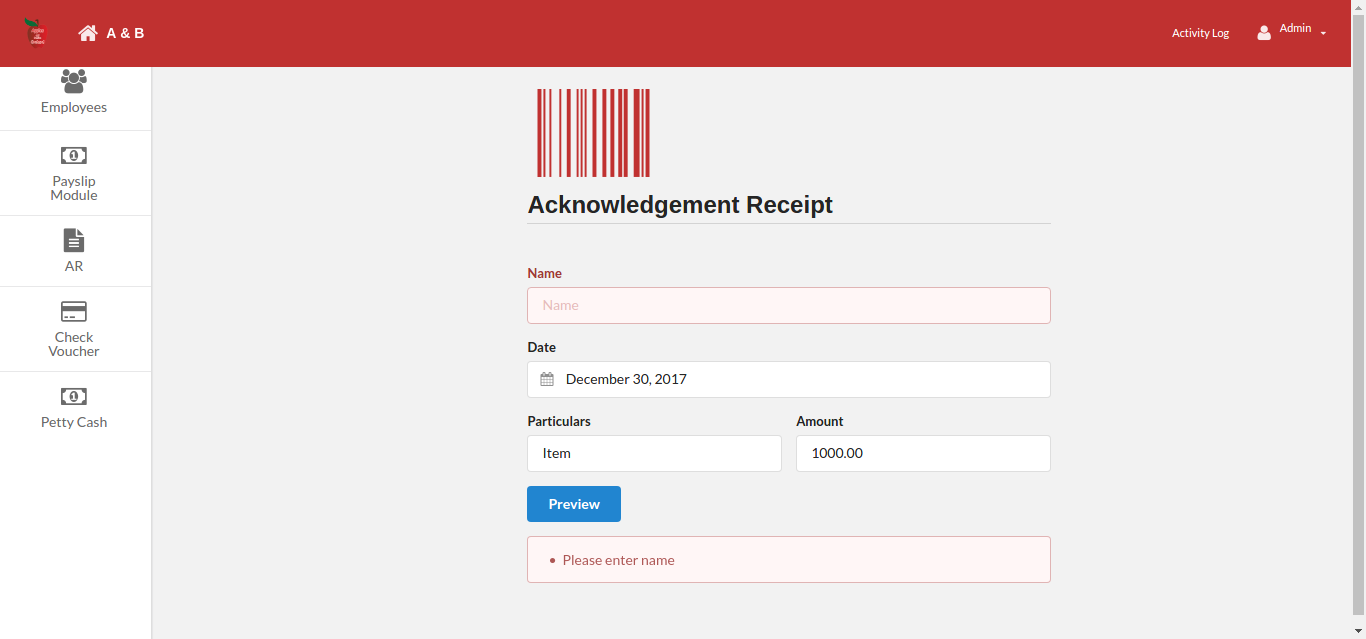 A & B
Activity Log
Admin
Employees
Payslip
Module
AR
Check
Voucher
Petty Cash
Acknowledgement Receipt
Name
Name
Date
December 30, 2017
Particulars
Amount
Item
1000.00
Preview
• Please enter name